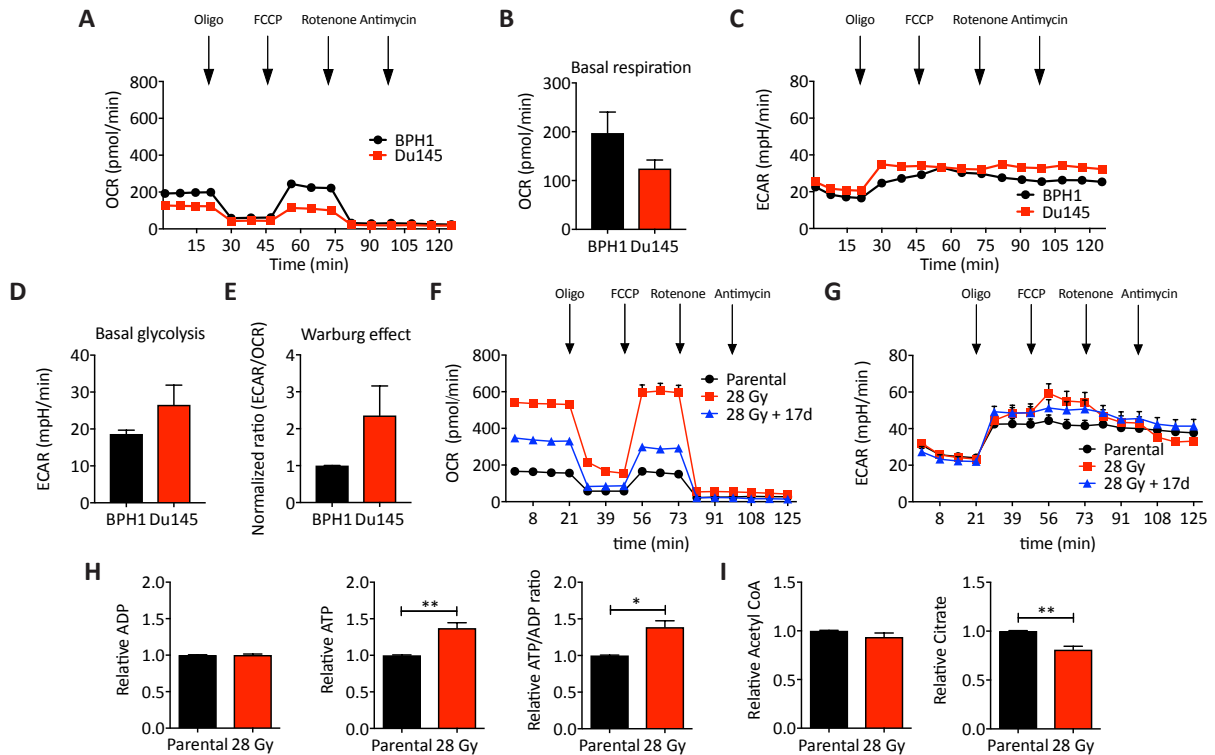 A
Oligo FCCP Rotenone Antimycin
OCR (pmol/min)
800
600
400
200
0
BPH1
Du145
15 30 45 60 75 90 105 120
Time (min)
B
Basal respiration
OCR (pmol/min)
300
200
100
0
BPH1 Du145
C
Oligo FCCP Rotenone Antimycin
ECAR (mpH/min)
80
60
40
20
0
BPH1
Du145
15 30 45 60 75 90 105 120
Time (min)
D
Basal glycolysis
ECAR (mpH/min)
40
30
20
10
0
BPH1 Du145
E
Warburg effect
Normalized ratio (ECAR/OCR)
4
3
2
1
0
BPH1 Du145
F
Oligo FCCP Rotenone Antimycin
OCR (pmol/min)
800
600
400
200
0
Parental
28 Gy
28 Gy + 17d
8 21 39 56 73 91 108 125
time (min)
G
Oligo FCCP Rotenone Antimycin
ECAR (mpH/min)
80
60
40
20
0
Parental
28 Gy
28 Gy + 17d
8 21 39 56 73 91 108 125
time (min)
H
Relative ADP
2.0
1.5
1.0
0.5
0.0
Parental 28 Gy
Relative ATP
2.0
1.5
1.0
0.5
0.0
**
Parental 28 Gy
Relative ATP/ADP ratio
2.0
1.5
1.0
0.5
0.0
*
Parental 28 Gy
I
Relative Acetyl CoA
1.5
1.0
0.5
0.0
Parental 28 Gy
Relative Citrate
1.5
1.0
0.5
0.0
**
Parental 28 Gy